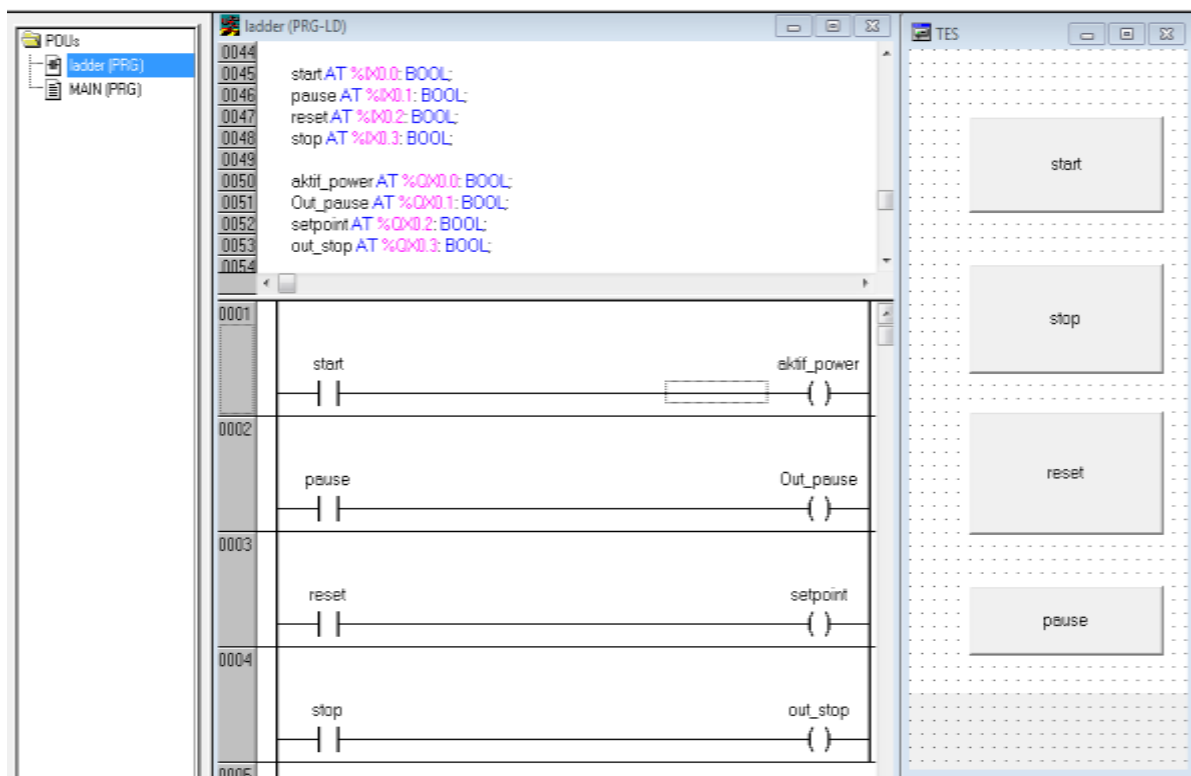 POUs
ladder (PRG)
MAIN (PRG)
ladder (PRG-LD)
0044
0045 start AT %IX0.0: BOOL;
0046 pause AT %IX0.1: BOOL;
0047 reset AT %IX0.2: BOOL;
0048 stop AT %IX0.3: BOOL;
0049
0050 aktif_power AT %QX0.0: BOOL;
0051 Out_pause AT %QX0.1: BOOL;
0052 setpoint AT %QX0.2: BOOL;
0053 out_stop AT %QX0.3: BOOL;
0054
0001
start aktif_power
0002
pause Out_pause
0003
reset setpoint
0004
stop out_stop
0005
TES
start
stop
reset
pause